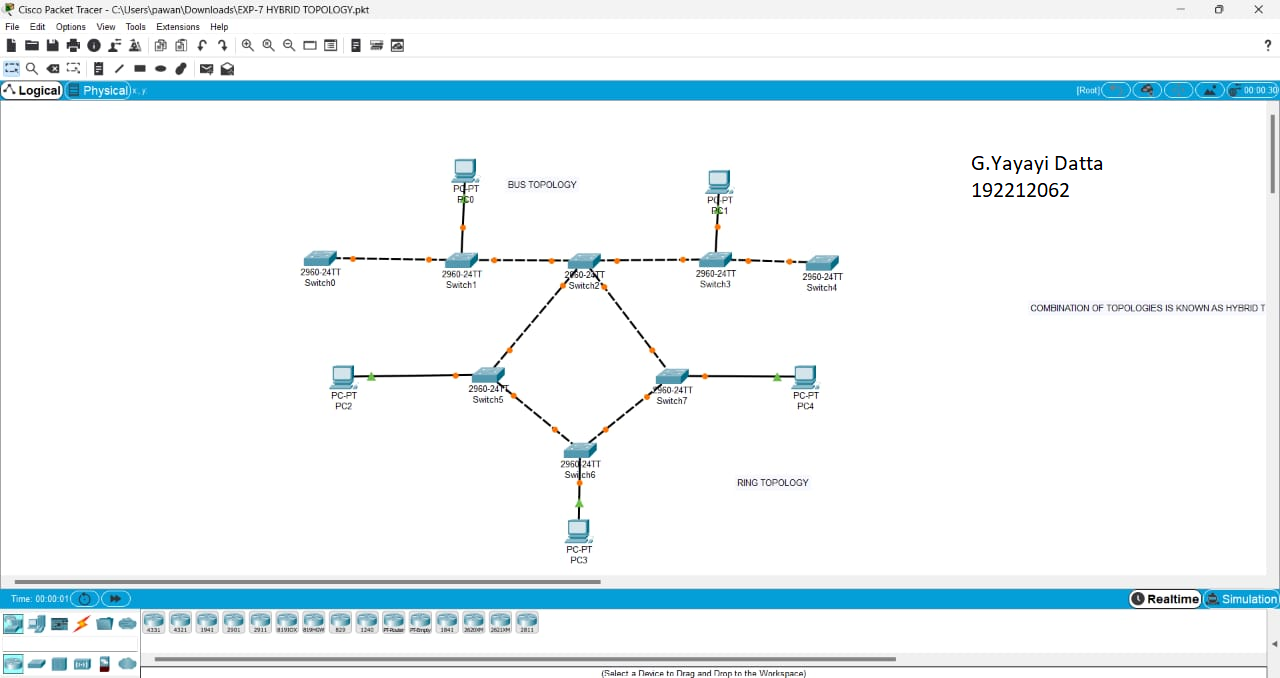 Cisco Packet Tracer - C:\Users\pawan\Downloads\EXP-7 HYBRID TOPOLOGY.pkt
File Edit Options View Tools Extensions Help
?
Logical Physical x, y [Root] 00:00:30
G.Yayayi Datta
192212062
PC-PT
PC0
BUS TOPOLOGY
PC-PT
PC1
2960-24TT
Switch0
2960-24TT
Switch1
2960-24TT
Switch2
2960-24TT
Switch3
2960-24TT
Switch4
COMBINATION OF TOPOLOGIES IS KNOWN AS HYBRID T
PC-PT
PC2
2960-24TT
Switch5
2960-24TT
Switch7
PC-PT
PC4
2960-24TT
Switch6
RING TOPOLOGY
PC-PT
PC3
Time: 00:00:01 Realtime Simulation
4331 4321 1941 2901 2911 819IOX 819HGW 829 1240 PT-Router PT-Empty 1841 2620XM 2621XM 2811
(Select a Device to Drag and Drop to the Workspace)